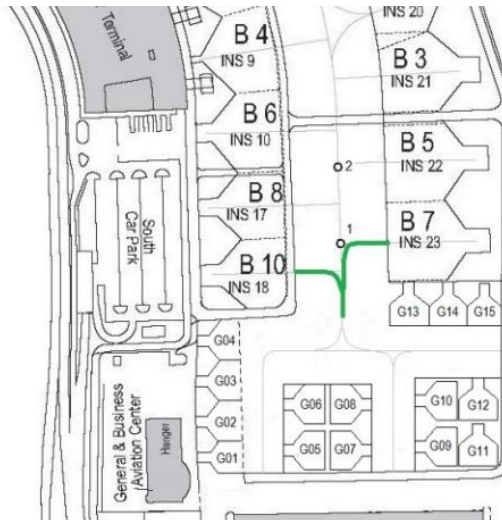 Terminal
B 4
INS 9
INS 20
B 3
INS 21
B 6
INS 10
B 5
INS 22
2
B 8
INS 17
South
Car Park
B 7
INS 23
1
B 10
INS 18
G13
G14
G15
G04
G03
G02
G01
G06
G08
G05
G07
G10
G12
G09
G11
General & Business
Aviation Center
Hanger